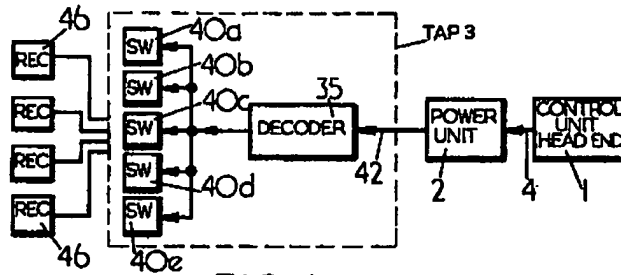 46
REC
REC
REC
REC
46
SW
SW
SW
SW
SW
40a
40b
40c
40d
40e
TAP 3
35
DECODER
42
POWER
UNIT
2
4
CONTROL
UNIT
(HEAD END)
1